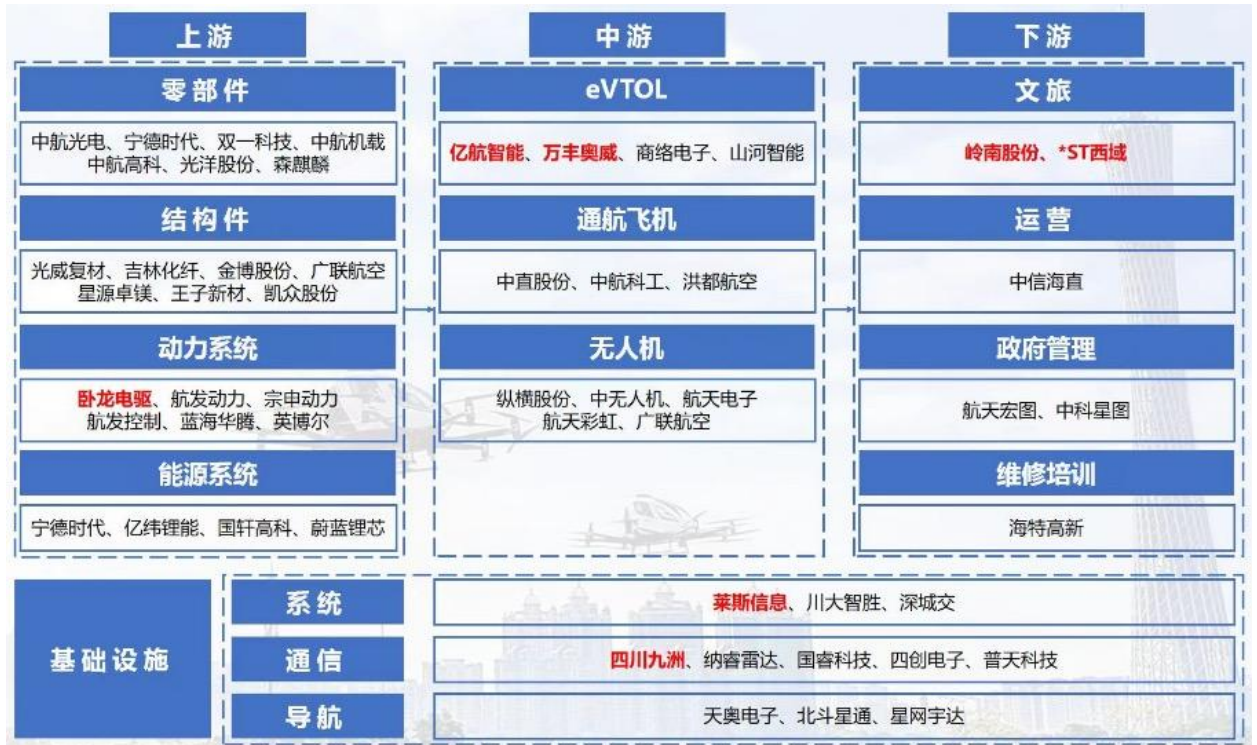 上游
零部件
中航光电、宁德时代、双一科技、中航机载
中航高科、光洋股份、森麒麟
结构件
光威复材、吉林化纤、金博股份、广联航空
星源卓镁、王子新材、凯众股份
动力系统
卧龙电驱、航发动力、宗申动力
航发控制、蓝海华腾、英博尔
能源系统
宁德时代、亿纬锂能、国轩高科、蔚蓝锂芯
中游
eVTOL
亿航智能、万丰奥威、商络电子、山河智能
通航飞机
中直股份、中航科工、洪都航空
无人机
纵横股份、中无人机、航天电子
航天彩虹、广联航空
下游
文旅
岭南股份、*ST西域
运营
中信海直
政府管理
航天宏图、中科星图
维修培训
海特高新
基础设施
系统
莱斯信息、川大智胜、深城交
通信
四川九洲、纳睿雷达、国睿科技、四创电子、普天科技
导航
天奥电子、北斗星通、星网宇达